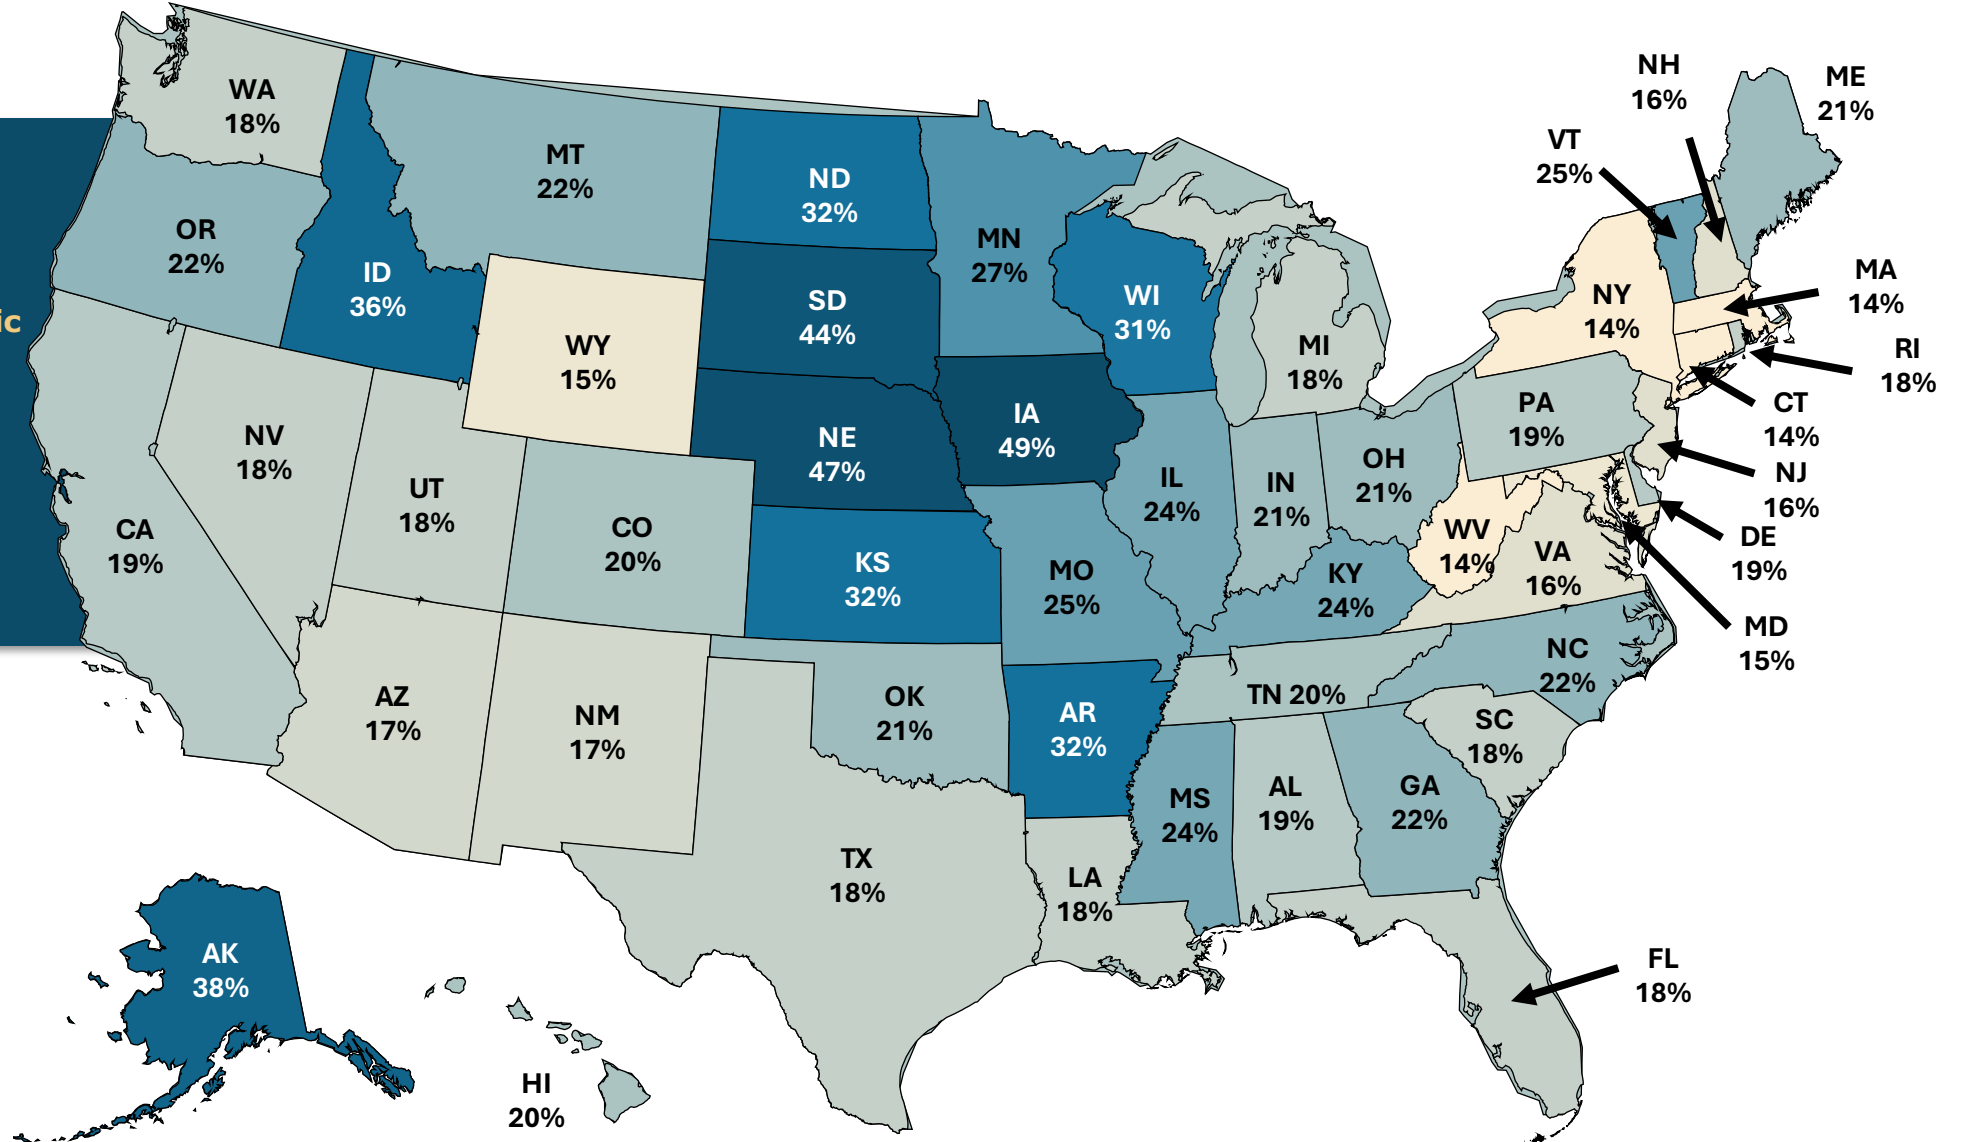 WA
18%
OR
22%
ic
CA
19%
NV
18%
ID
36%
MT
22%
WY
15%
UT
18%
CO
20%
AZ
17%
NM
17%
ND
32%
SD
44%
NE
47%
KS
32%
OK
21%
TX
18%
MN
27%
IA
49%
MO
25%
AR
32%
LA
18%
WI
31%
IL
24%
MI
18%
IN
21%
OH
21%
KY
24%
TN 20%
MS
24%
AL
19%
GA
22%
SC
18%
NC
22%
VA
16%
WV
14%
PA
19%
NY
14%
VT
25%
NH
16%
ME
21%
MA
14%
RI
18%
CT
14%
NJ
16%
DE
19%
MD
15%
FL
18%
AK
38%
HI
20%